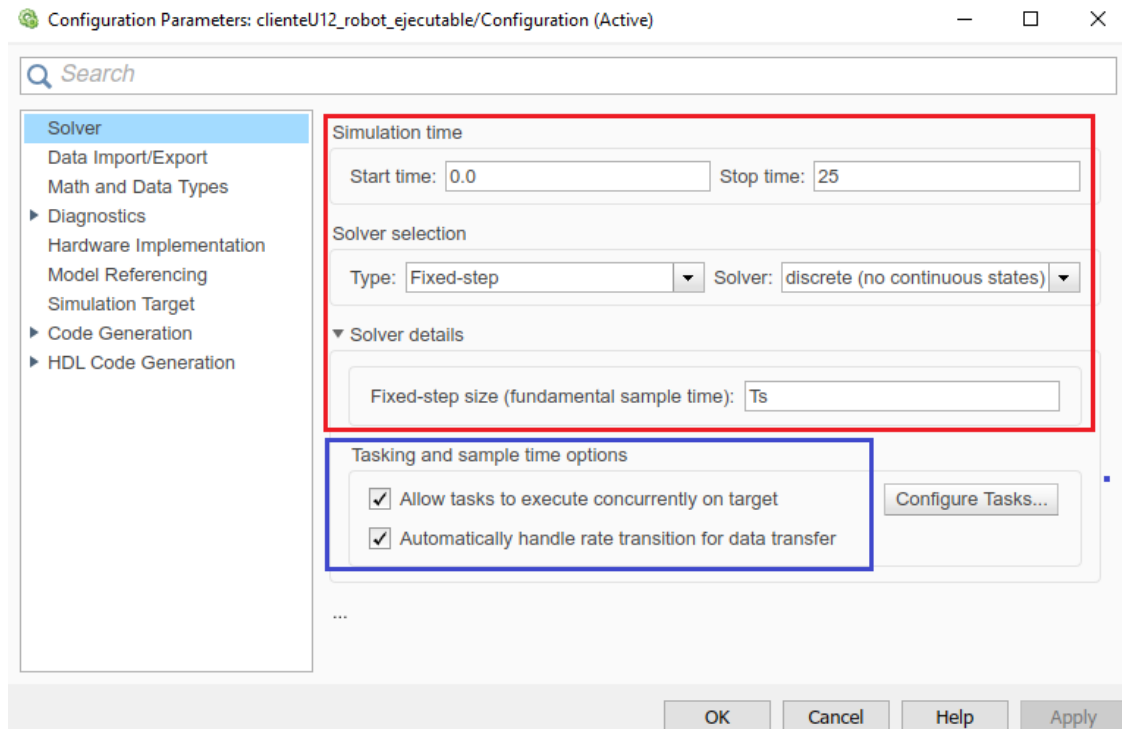 Configuration Parameters: clienteU12_robot_ejecutable/Configuration (Active)
Search
Solver
Data Import/Export
Math and Data Types
Diagnostics
Hardware Implementation
Model Referencing
Simulation Target
Code Generation
HDL Code Generation
Simulation time
Start time: 0.0 Stop time: 25
Solver selection
Type: Fixed-step Solver: discrete (no continuous states)
Solver details
Fixed-step size (fundamental sample time): Ts
Tasking and sample time options
Allow tasks to execute concurrently on target Configure Tasks...
Automatically handle rate transition for data transfer
...
OK Cancel Help Apply